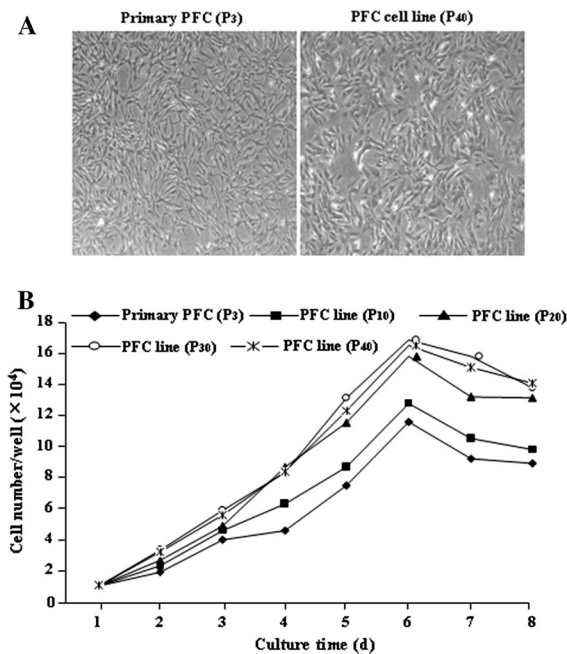 A
Primary PFC (P3)
PFC cell line (P40)
B
Primary PFC (P3)
PFC line (P10)
PFC line (P20)
PFC line (P30)
PFC line (P40)
18
16
14
12
10
8
6
4
2
0
Cell number/well (×10⁴)
1 2 3 4 5 6 7 8
Culture time (d)